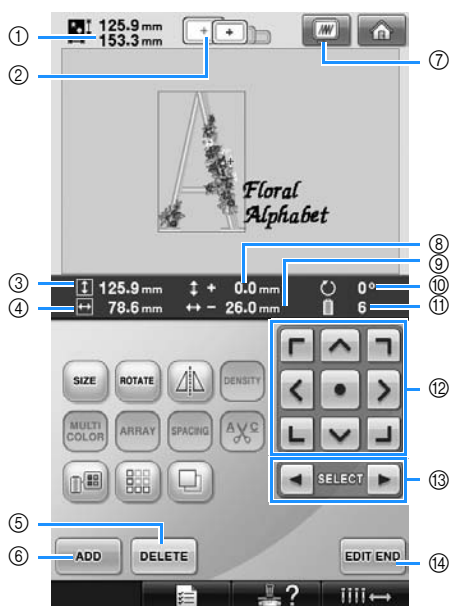 ① 125.9 mm
153.3 mm
②
⑦
Floral
Alphabet
③ 125.9 mm + 0.0 mm 0° ⑧ ⑨ ⑩
④ 78.6 mm − 26.0 mm 6 ⑪
SIZE ROTATE DENSITY
MULTI COLOR ARRAY SPACING A V C
⑫
SELECT ⑬
⑤
⑥ ADD DELETE EDIT END ⑭
?